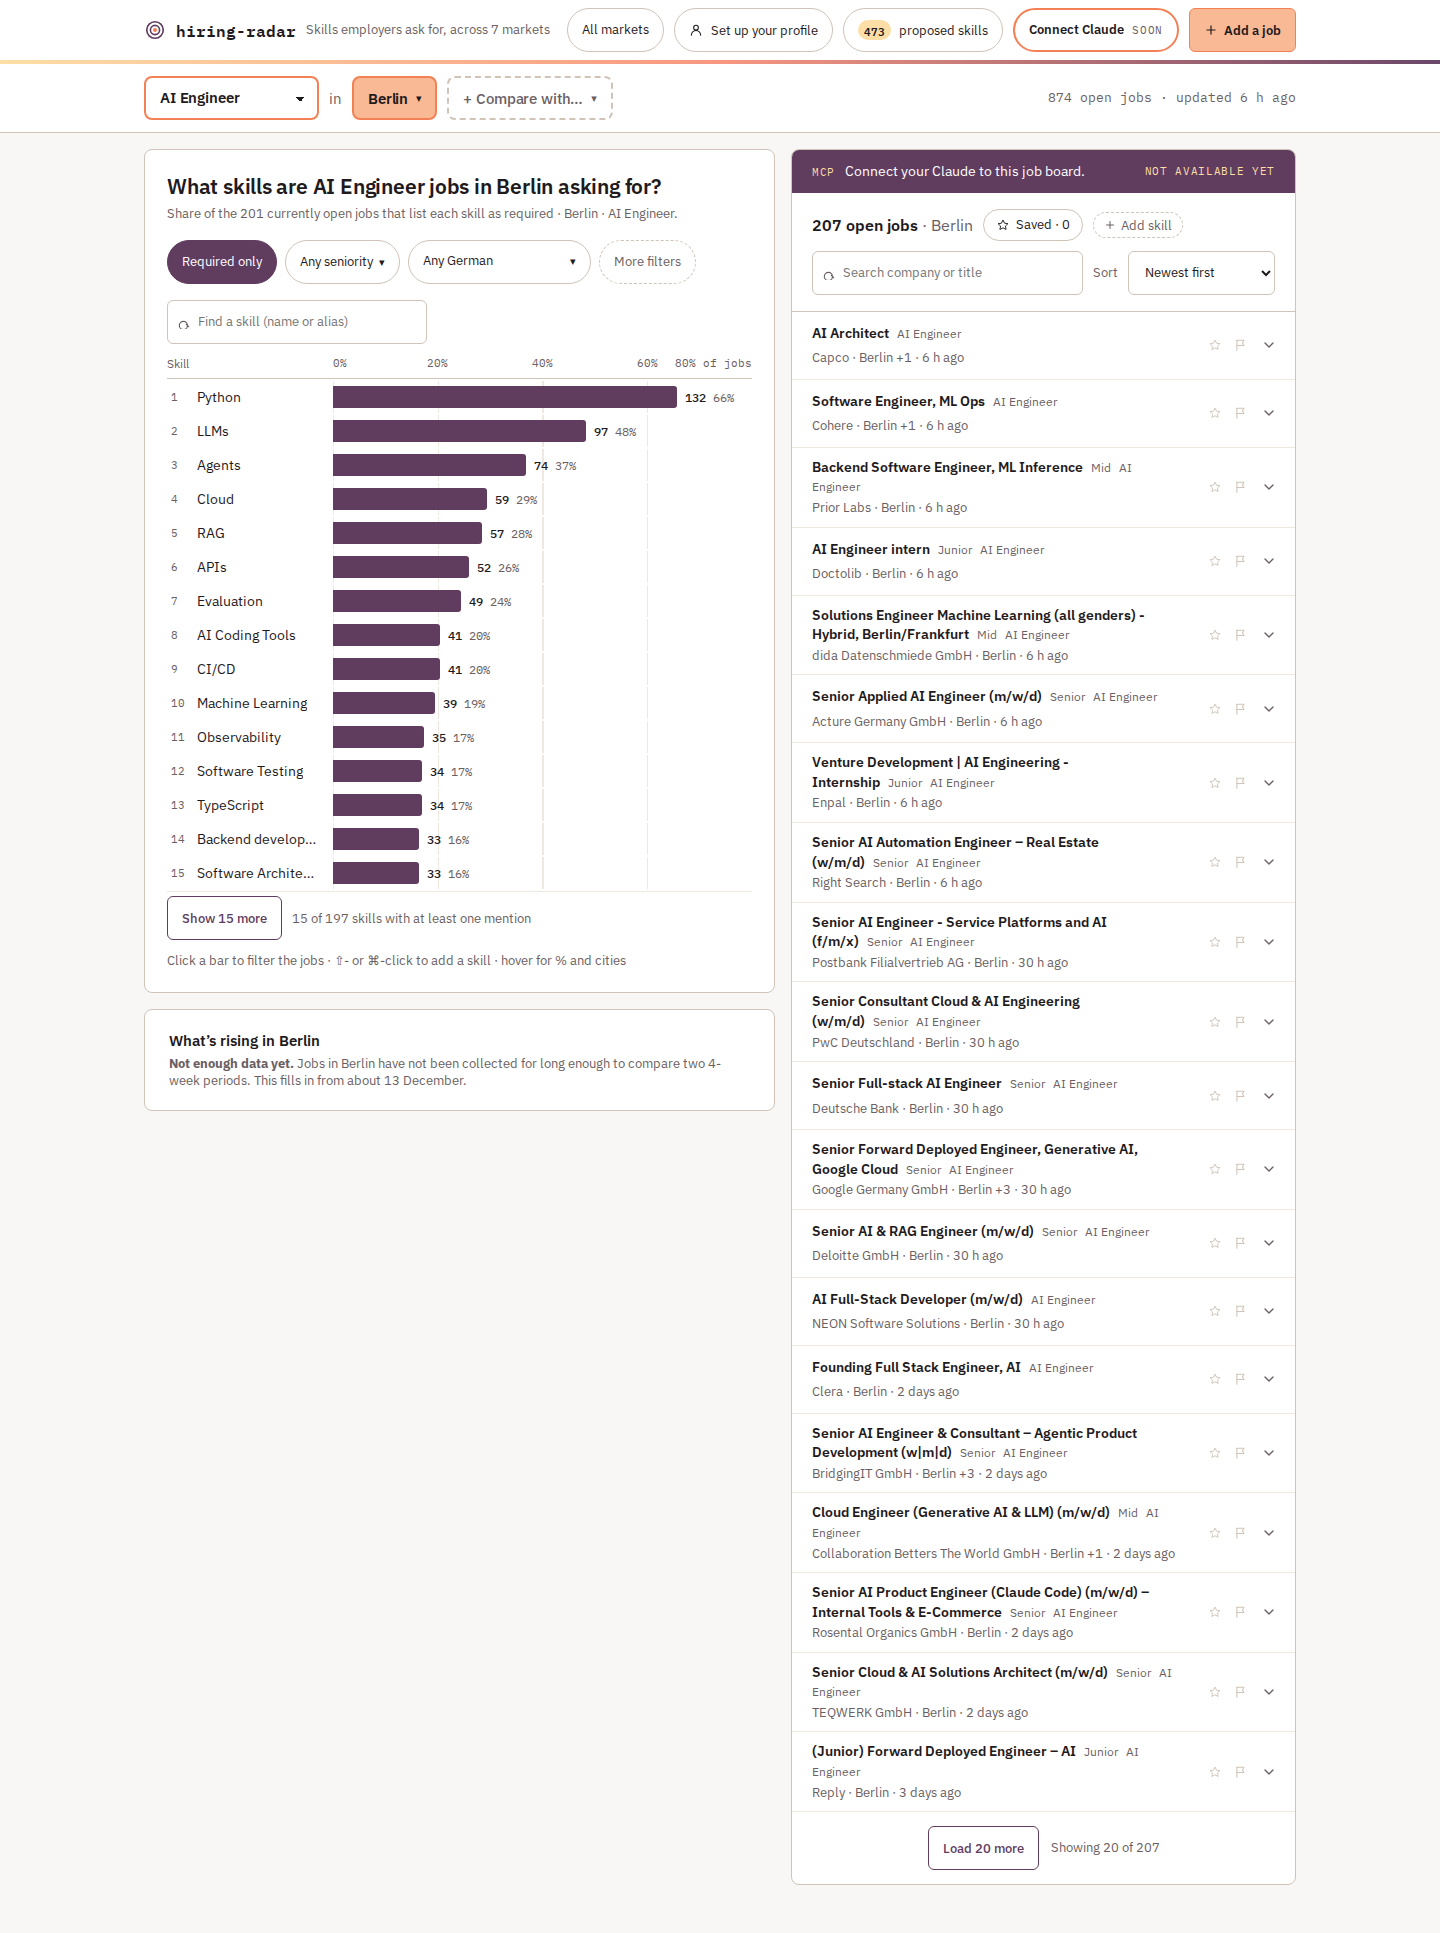 hiring-radar Skills employers ask for, across 7 markets All markets Set up your profile 473 proposed skills Connect Claude SOON + Add a job
AI Engineer in Berlin ▾ + Compare with... ▾ 874 open jobs · updated 6 h ago
What skills are AI Engineer jobs in Berlin asking for?
Share of the 201 currently open jobs that list each skill as required · Berlin · AI Engineer.
Required only Any seniority ▾ Any German ▾ More filters
Find a skill (name or alias)
Skill 0% 20% 40% 60% 80% of jobs
1 Python 132 66%
2 LLMs 97 48%
3 Agents 74 37%
4 Cloud 59 29%
5 RAG 57 28%
6 APIs 52 26%
7 Evaluation 49 24%
8 AI Coding Tools 41 20%
9 CI/CD 41 20%
10 Machine Learning 39 19%
11 Observability 35 17%
12 Software Testing 34 17%
13 TypeScript 34 17%
14 Backend develop... 33 16%
15 Software Archite... 33 16%
Show 15 more 15 of 197 skills with at least one mention
Click a bar to filter the jobs · ⇧- or ⌘-click to add a skill · hover for % and cities
What's rising in Berlin
Not enough data yet. Jobs in Berlin have not been collected for long enough to compare two 4-
week periods. This fills in from about 13 December.
MCP Connect your Claude to this job board. NOT AVAILABLE YET
207 open jobs · Berlin Saved · 0 + Add skill
Search company or title Sort Newest first
AI Architect AI Engineer
Capco · Berlin +1 · 6 h ago
Software Engineer, ML Ops AI Engineer
Cohere · Berlin +1 · 6 h ago
Backend Software Engineer, ML Inference Mid AI
Engineer
Prior Labs · Berlin · 6 h ago
AI Engineer intern Junior AI Engineer
Doctolib · Berlin · 6 h ago
Solutions Engineer Machine Learning (all genders) -
Hybrid, Berlin/Frankfurt Mid AI Engineer
dida Datenschmiede GmbH · Berlin · 6 h ago
Senior Applied AI Engineer (m/w/d) Senior AI Engineer
Acture Germany GmbH · Berlin · 6 h ago
Venture Development | AI Engineering -
Internship Junior AI Engineer
Enpal · Berlin · 6 h ago
Senior AI Automation Engineer – Real Estate
(w/m/d) Senior AI Engineer
Right Search · Berlin · 6 h ago
Senior AI Engineer - Service Platforms and AI
(f/m/x) Senior AI Engineer
Postbank Filialvertrieb AG · Berlin · 30 h ago
Senior Consultant Cloud & AI Engineering
(w/m/d) Senior AI Engineer
PwC Deutschland · Berlin · 30 h ago
Senior Full-stack AI Engineer Senior AI Engineer
Deutsche Bank · Berlin · 30 h ago
Senior Forward Deployed Engineer, Generative AI,
Google Cloud Senior AI Engineer
Google Germany GmbH · Berlin +3 · 30 h ago
Senior AI & RAG Engineer (m/w/d) Senior AI Engineer
Deloitte GmbH · Berlin · 30 h ago
AI Full-Stack Developer (m/w/d) AI Engineer
NEON Software Solutions · Berlin · 30 h ago
Founding Full Stack Engineer, AI AI Engineer
Clera · Berlin · 2 days ago
Senior AI Engineer & Consultant – Agentic Product
Development (w|m|d) Senior AI Engineer
BridgingIT GmbH · Berlin +3 · 2 days ago
Cloud Engineer (Generative AI & LLM) (m/w/d) Mid AI
Engineer
Collaboration Betters The World GmbH · Berlin +1 · 2 days ago
Senior AI Product Engineer (Claude Code) (m/w/d) –
Internal Tools & E-Commerce Senior AI Engineer
Rosental Organics GmbH · Berlin · 2 days ago
Senior Cloud & AI Solutions Architect (m/w/d) Senior AI
Engineer
TEQWERK GmbH · Berlin · 2 days ago
(Junior) Forward Deployed Engineer – AI Junior AI
Engineer
Reply · Berlin · 3 days ago
Load 20 more Showing 20 of 207